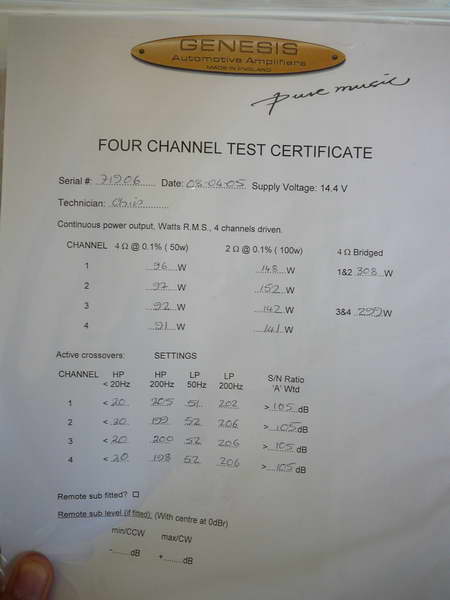 GENESIS
Automotive Amplifiers
MADE IN ENGLAND
pure music
FOUR CHANNEL TEST CERTIFICATE
Serial #: 71906 Date: 08-04-05 Supply Voltage: 14.4 V
Technician: Chris
Continuous power output, Watts R.M.S., 4 channels driven.
CHANNEL 4 Ω @ 0.1% ( 50w) 2 Ω @ 0.1% ( 100w) 4 Ω Bridged
1 96 W 148 W 1&2 308 W
2 97 W 152 W
3 92 W 142 W 3&4 299 W
4 91 W 141 W
Active crossovers: SETTINGS
CHANNEL HP HP LP LP S/N Ratio
< 20Hz 200Hz 50Hz 200Hz 'A' Wtd
1 < 20 205 51 202 > 105 dB
2 < 20 199 52 206 > 105 dB
3 < 20 200 52 206 > 105 dB
4 < 20 198 52 206 > 105 dB
Remote sub fitted? ☐
Remote sub level (if fitted): (With centre at 0dBr)
min/CCW max/CW
-........dB +........dB